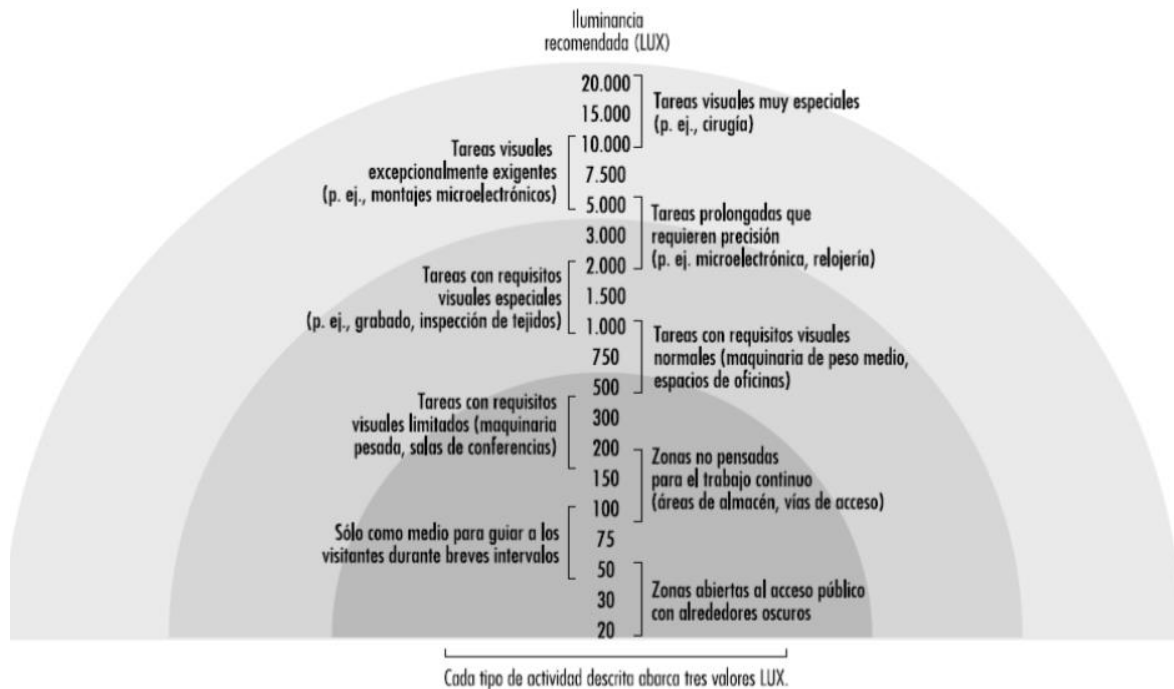 Iluminancia
recomendada (LUX)
20.000
15.000
10.000
7.500
5.000
3.000
2.000
1.500
1.000
750
500
300
200
150
100
75
50
30
20
Tareas visuales muy especiales
(p. ej., cirugía)
Tareas visuales
excepcionalmente exigentes
(p. ej., montajes microelectrónicos)
Tareas prolongadas que
requieren precisión
(p. ej. microelectrónica, relojería)
Tareas con requisitos
visuales especiales
(p. ej., grabado, inspección de tejidos)
Tareas con requisitos visuales
normales (maquinaria de peso medio,
espacios de oficinas)
Tareas con requisitos
visuales limitados (maquinaria
pesada, salas de conferencias)
Zonas no pensadas
para el trabajo continuo
(áreas de almacén, vías de acceso)
Sólo como medio para guiar a los
visitantes durante breves intervalos
Zonas abiertas al acceso público
con alrededores oscuros
Cada tipo de actividad descrita abarca tres valores LUX.